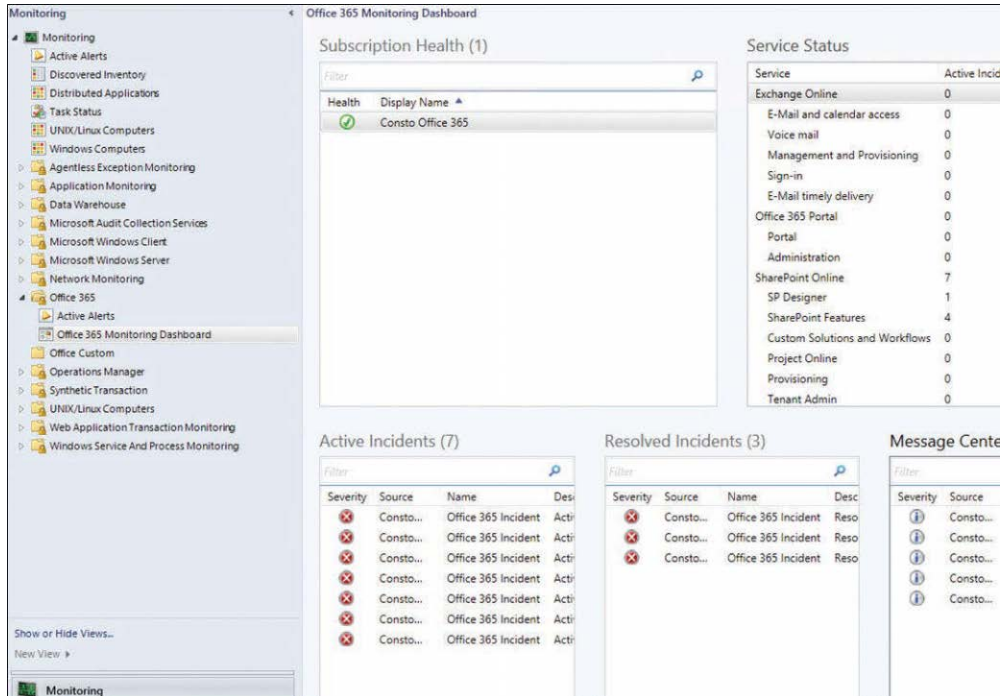 Monitoring
Monitoring
Active Alerts
Discovered Inventory
Distributed Applications
Task Status
UNIX/Linux Computers
Windows Computers
Agentless Exception Monitoring
Application Monitoring
Data Warehouse
Microsoft Audit Collection Services
Microsoft Windows Client
Microsoft Windows Server
Network Monitoring
Office 365
Active Alerts
Office 365 Monitoring Dashboard
Office Custom
Operations Manager
Synthetic Transaction
UNIX/Linux Computers
Web Application Transaction Monitoring
Windows Service And Process Monitoring
Show or Hide Views...
New View
Monitoring
Office 365 Monitoring Dashboard
Subscription Health (1)
Filter
Health Display Name
Consto Office 365
Service Status
Service Active Incid
Exchange Online 0
E-Mail and calendar access 0
Voice mail 0
Management and Provisioning 0
Sign-in 0
E-Mail timely delivery 0
Office 365 Portal 0
Portal 0
Administration 0
SharePoint Online 7
SP Designer 1
SharePoint Features 4
Custom Solutions and Workflows 0
Project Online 0
Provisioning 0
Tenant Admin 0
Active Incidents (7)
Filter
Severity Source Name Desc
Consto... Office 365 Incident Acti
Consto... Office 365 Incident Acti
Consto... Office 365 Incident Acti
Consto... Office 365 Incident Acti
Consto... Office 365 Incident Acti
Consto... Office 365 Incident Acti
Consto... Office 365 Incident Acti
Resolved Incidents (3)
Filter
Severity Source Name Desc
Consto... Office 365 Incident Reso
Consto... Office 365 Incident Reso
Consto... Office 365 Incident Reso
Message Cente
Filter
Severity Source
Consto...
Consto...
Consto...
Consto...
Consto...